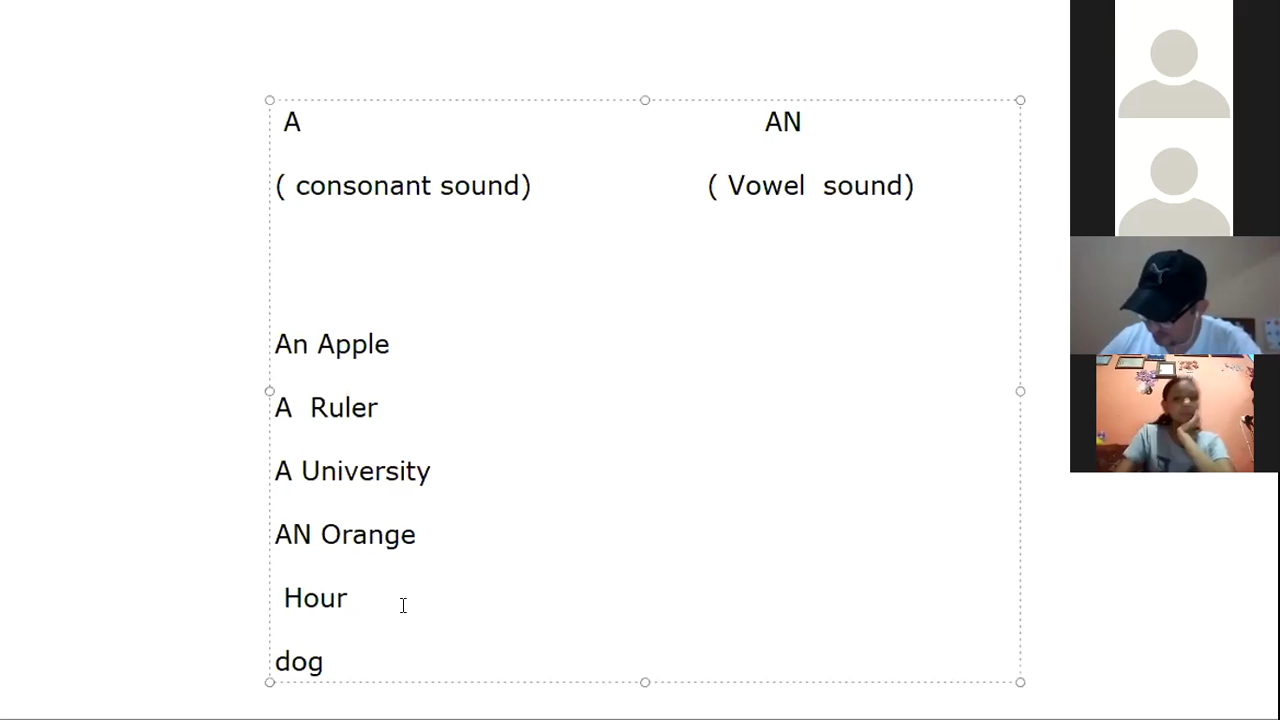 A AN
( consonant sound) ( Vowel sound)
An Apple
A Ruler
A University
AN Orange
Hour
dog